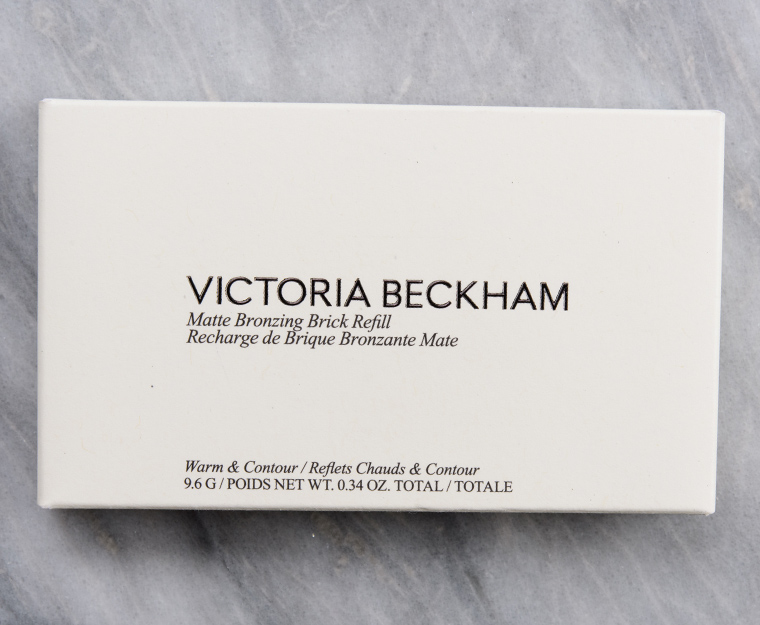 VICTORIA BECKHAM
Matte Bronzing Brick Refill
Recharge de Brique Bronzante Mate
Warm & Contour / Reflets Chauds & Contour
9.6 G / POIDS NET WT. 0.34 OZ. TOTAL / TOTALE